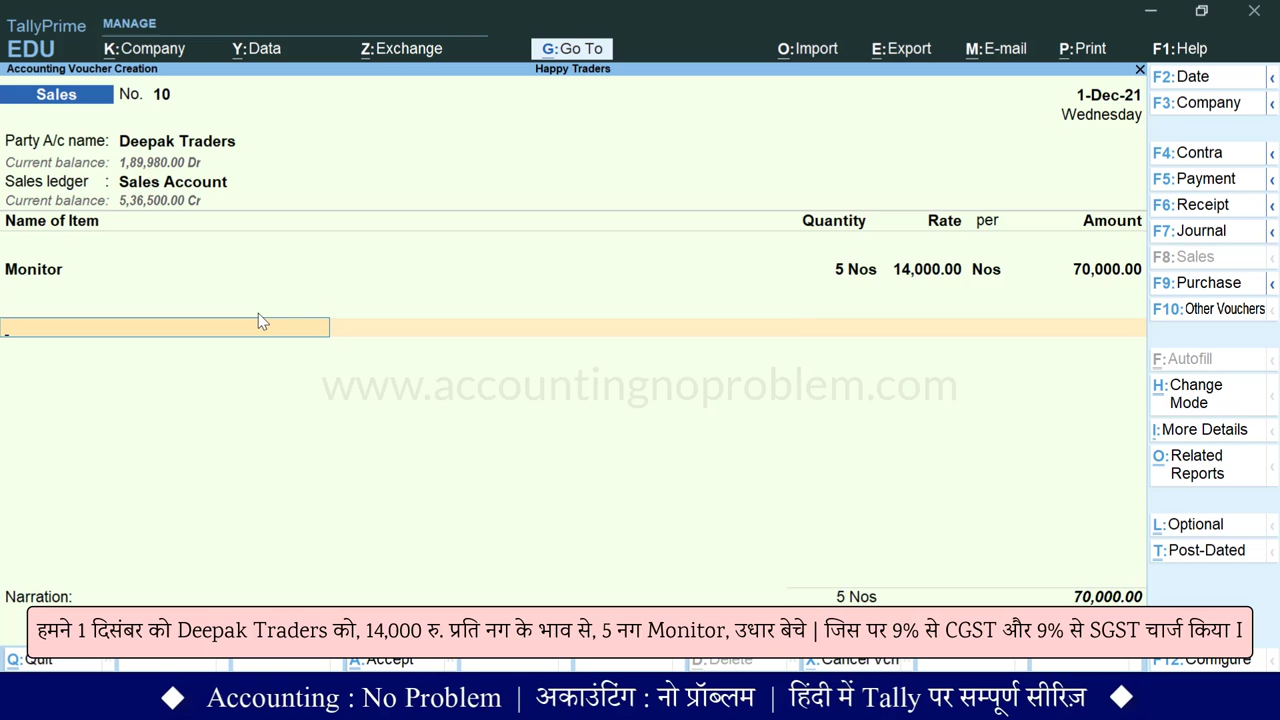 MANAGE
TallyPrime
EDU
K:Company Y:Data Z:Exchange G:Go To O:Import E:Export M:E-mail P:Print F1:Help
Accounting Voucher Creation Happy Traders
Sales No. 10 1-Dec-21
Wednesday
Party A/c name: Deepak Traders
Current balance: 1,89,980.00 Dr
Sales ledger : Sales Account
Current balance: 5,36,500.00 Cr
Name of Item Quantity Rate per Amount
Monitor 5 Nos 14,000.00 Nos 70,000.00
www.accountingnoproblem.com
Narration: 5 Nos 70,000.00
F2:Date
F3:Company
F4:Contra
F5:Payment
F6:Receipt
F7:Journal
F8:Sales
F9:Purchase
F10:Other Vouchers
F:Autofill
H:Change
Mode
I:More Details
O:Related
Reports
L:Optional
T:Post-Dated
हमने 1 दिसंबर को Deepak Traders को, 14,000 रु. प्रति नग के भाव से, 5 नग Monitor, उधार बेचे | जिस पर 9% से CGST और 9% से SGST चार्ज किया I
Q:Quit A:Accept D:Delete X:Cancel Vch F12:Configure
Accounting : No Problem | अकाउंटिंग : नो प्रॉब्लम | हिंदी में Tally पर सम्पूर्ण सीरिज़